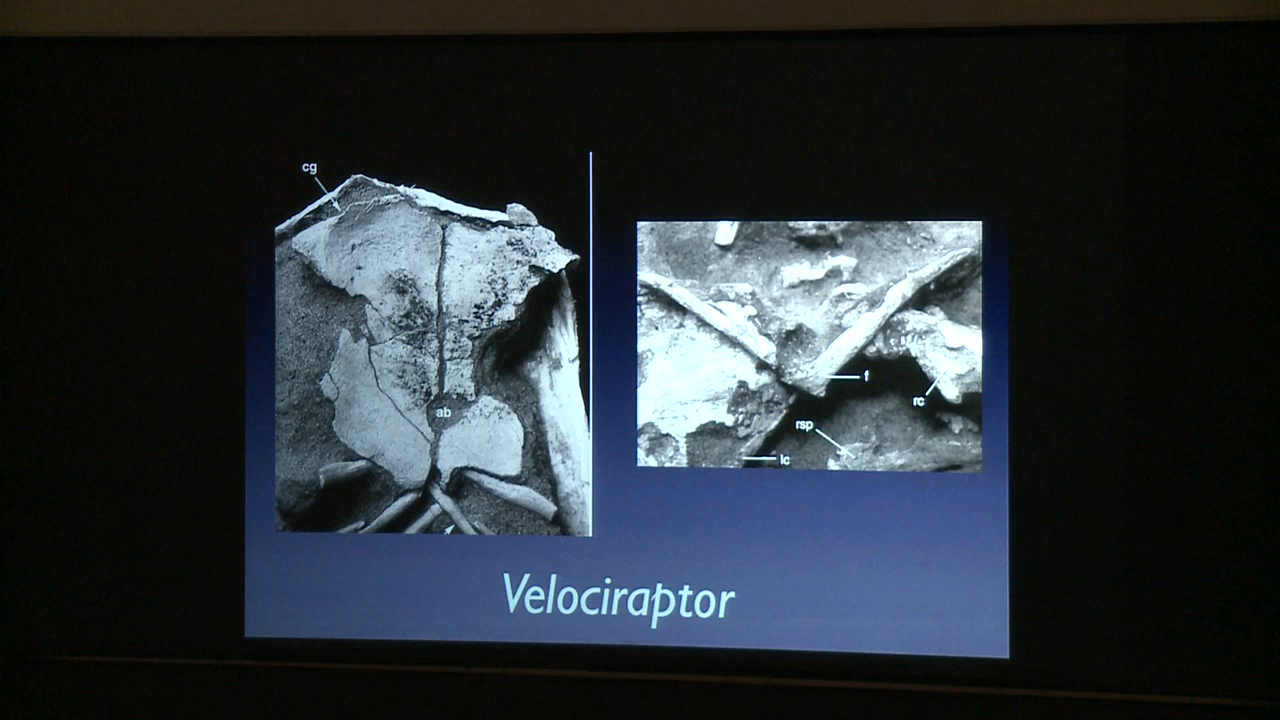 cg
ab
f
rc
rsp
lc
Velociraptor